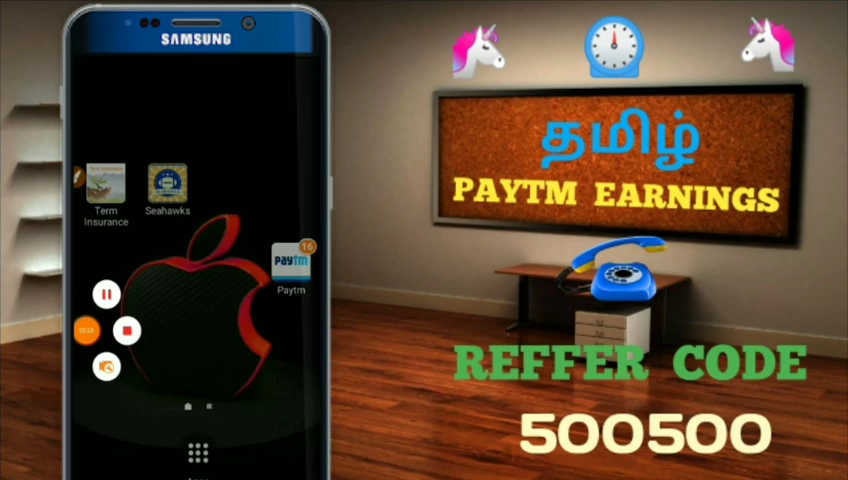 SAMSUNG
Term
Insurance
Seahawks
16
Paytm
Paytm
தமிழ்
PAYTM EARNINGS
REFFER CODE
500500